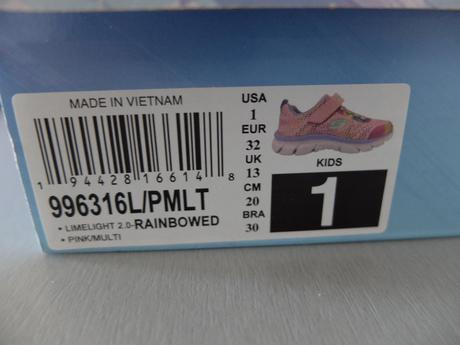 MADE IN VIETNAM
1 94428 16614 8
996316L/PMLT
• LIMELIGHT 2.0-RAINBOWED
• PINK/MULTI
USA
1
EUR
32
UK
13
CM
20
BRA
30
KIDS
1